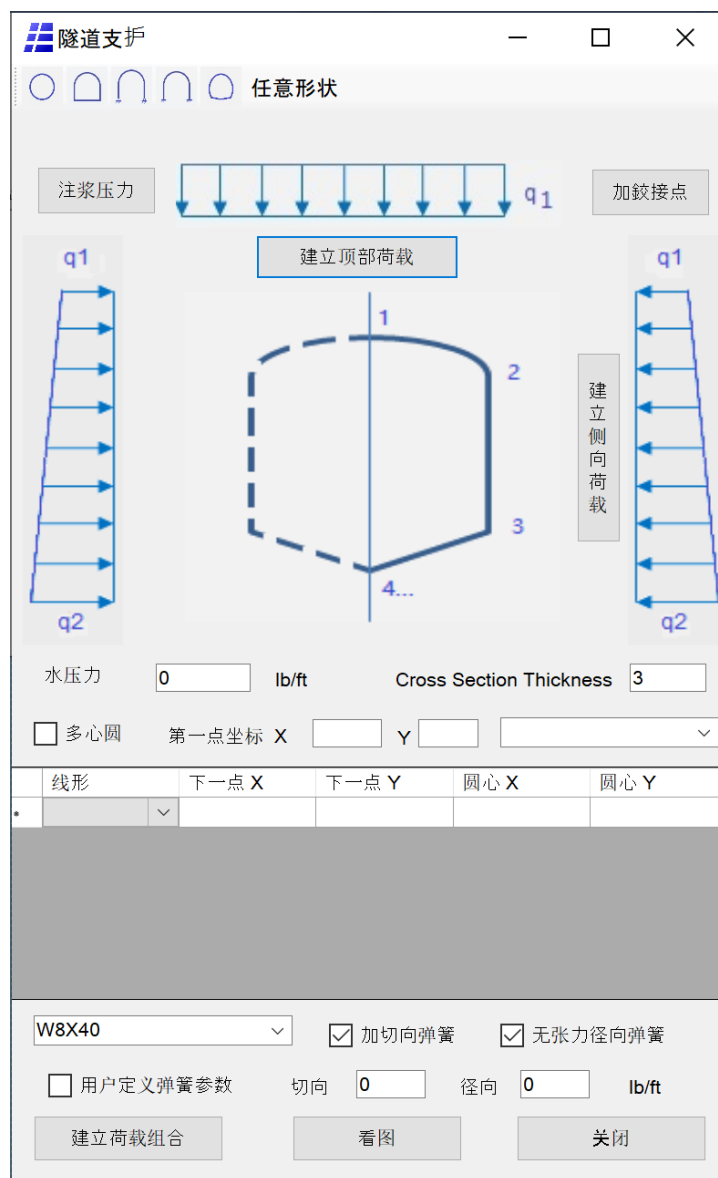 隧道支护
任意形状
注浆压力
q1
加鉸接点
q1
建立顶部荷载
q1
1
2
建立侧向荷载
3
4...
q2
q2
水压力 0 lb/ft Cross Section Thickness 3
多心圆 第一点坐标 X Y
线形 下一点 X 下一点 Y 圆心 X 圆心 Y
*
W8X40 加切向弹簧 无张力径向弹簧
用户定义弹簧参数 切向 0 径向 0 lb/ft
建立荷载组合 看图 关闭